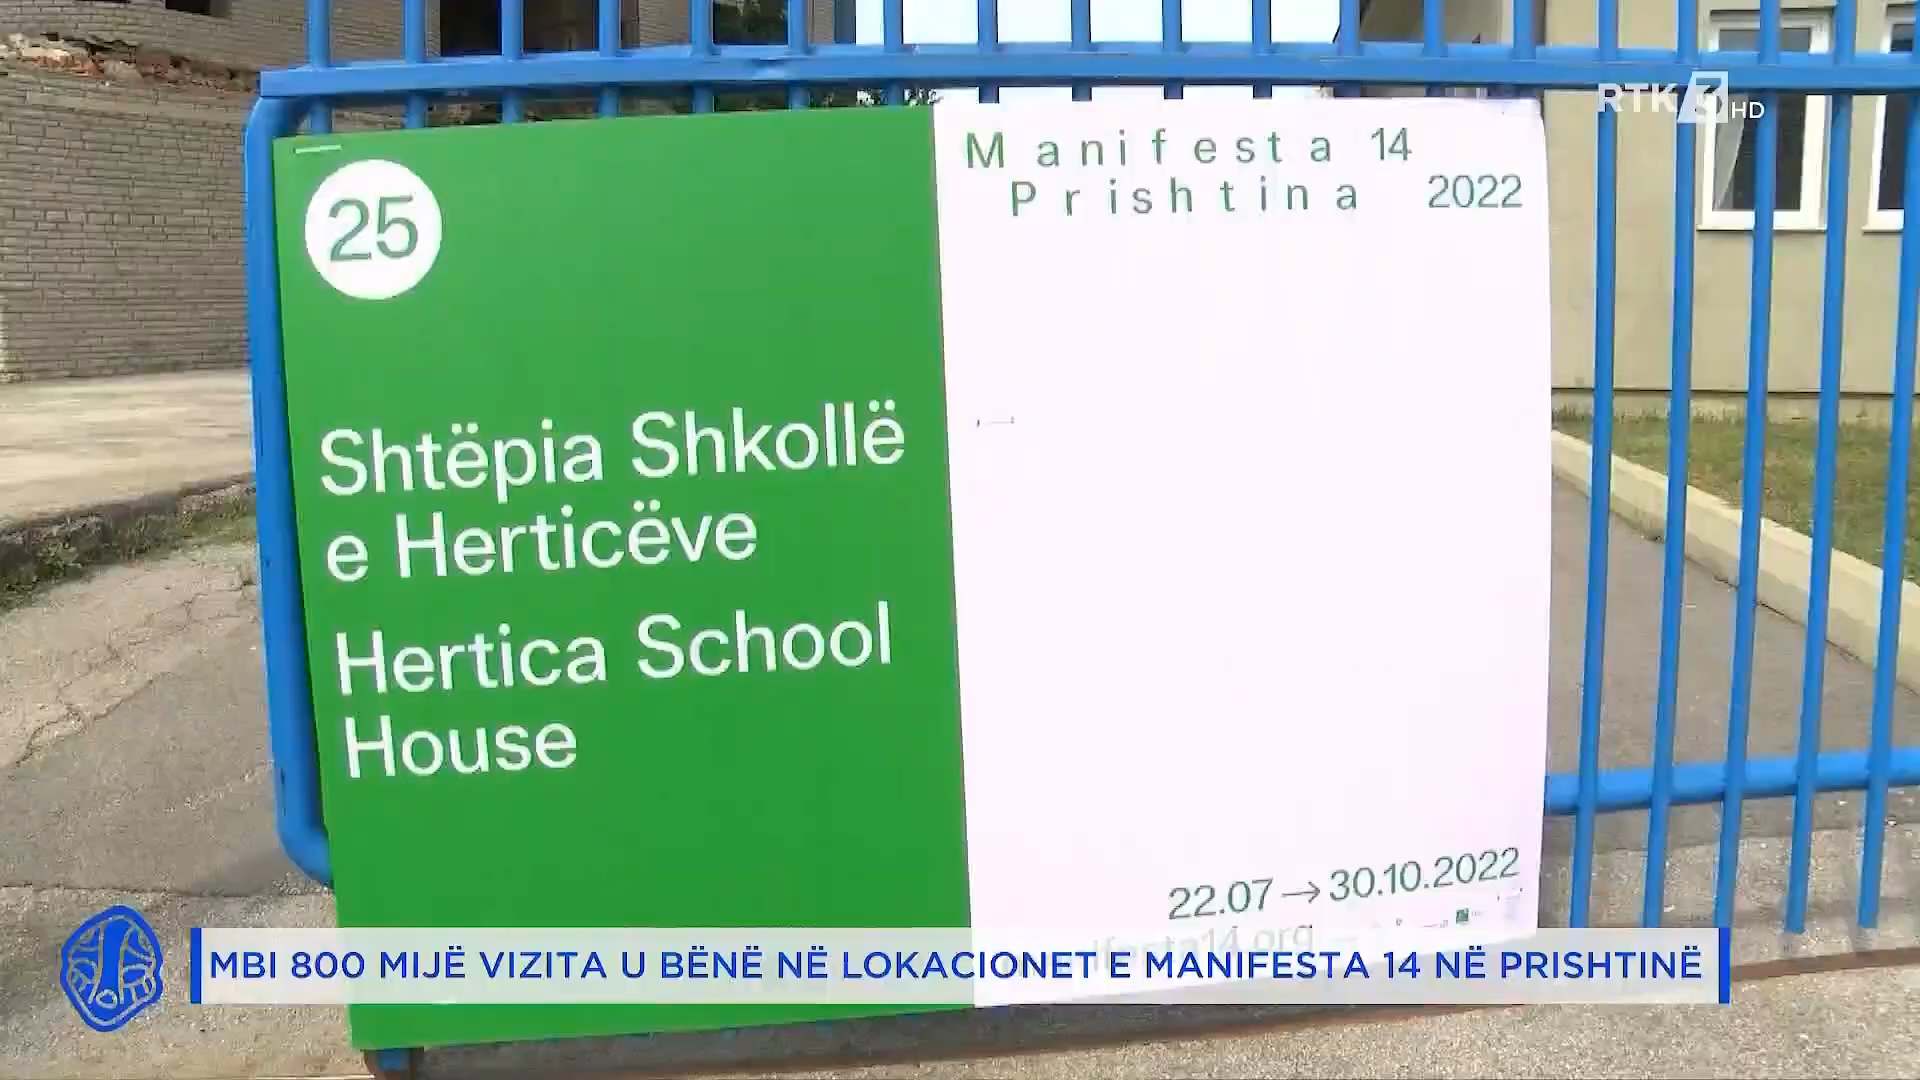 RTK 3 HD
25
Shtëpia Shkollë
e Herticëve
Hertica School
House
Manifesta 14
Prishtina 2022
22.07→30.10.2022
MBI 800 MIJË VIZITA U BËNË NË LOKACIONET E MANIFESTA 14 NË PRISHTINË